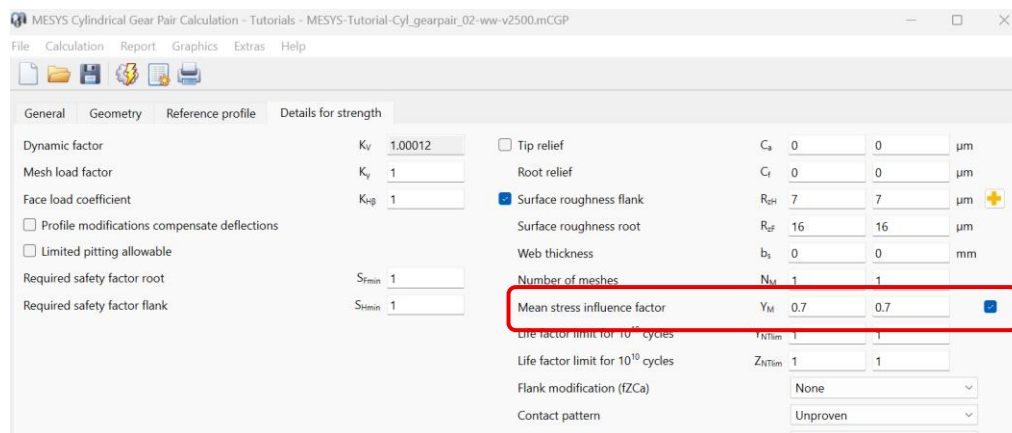 MESYS Cylindrical Gear Pair Calculation - Tutorials - MESYS-Tutorial-Cyl_gearpair_02-ww-v2500.mCGP
File Calculation Report Graphics Extras Help
General Geometry Reference profile Details for strength
Dynamic factor Kv 1.00012
Mesh load factor Kγ 1
Face load coefficient KHβ 1
Profile modifications compensate deflections
Limited pitting allowable
Required safety factor root SFmin 1
Required safety factor flank SHmin 1
Tip relief Ca 0 0 µm
Root relief Cf 0 0 µm
Surface roughness flank RzH 7 7 µm
Surface roughness root RzF 16 16 µm
Web thickness bs 0 0 mm
Number of meshes NM 1 1
Mean stress influence factor YM 0.7 0.7
Life factor limit for 10^10 cycles YNTlim 1 1
Life factor limit for 10^10 cycles ZNTlim 1 1
Flank modification (fZCa) None
Contact pattern Unproven